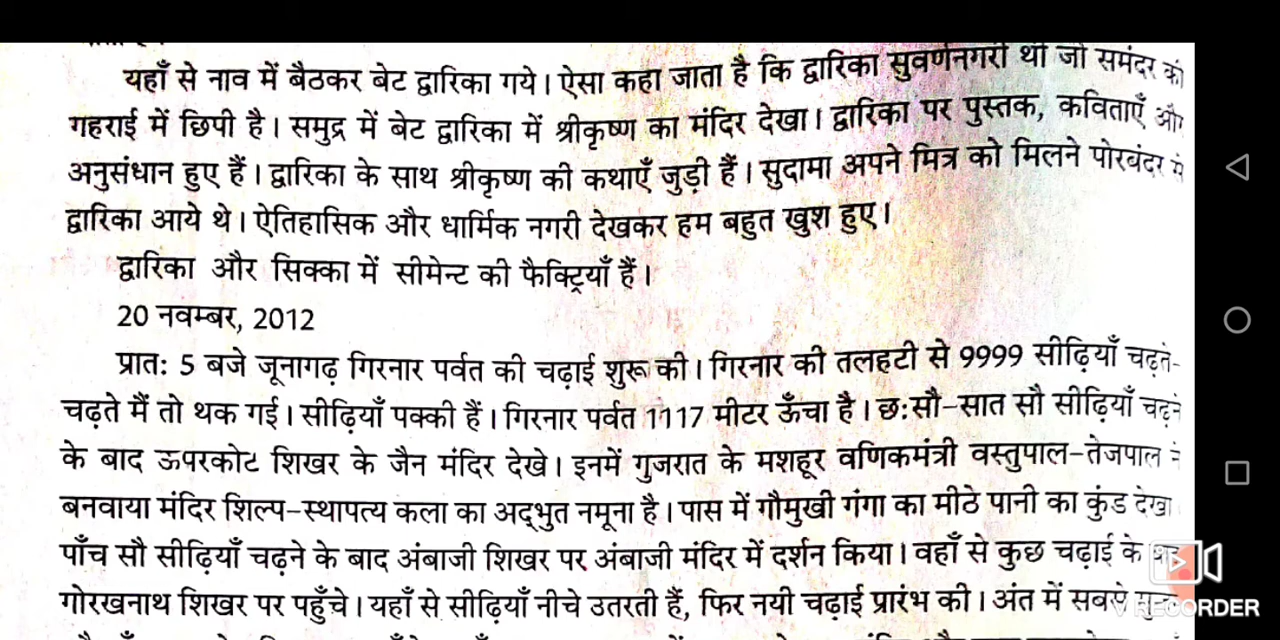 यहाँ से नाव में बैठकर बेट द्वारिका गये। ऐसा कहा जाता है कि द्वारिका सुवर्णनगरी थी जो समंदर की
गहराई में छिपी है। समुद्र में बेट द्वारिका में श्रीकृष्ण का मंदिर देखा। द्वारिका पर पुस्तक, कविताएँ और
अनुसंधान हुए हैं। द्वारिका के साथ श्रीकृष्ण की कथाएँ जुड़ी हैं। सुदामा अपने मित्र को मिलने पोरबंदर से
द्वारिका आये थे। ऐतिहासिक और धार्मिक नगरी देखकर हम बहुत खुश हुए।
द्वारिका और सिक्का में सीमेन्ट की फैक्ट्रियाँ हैं।
20 नवम्बर, 2012
प्रात: 5 बजे जूनागढ़ गिरनार पर्वत की चढ़ाई शुरू की। गिरनार की तलहटी से 9999 सीढ़ियाँ चढ़ते-
चढ़ते मैं तो थक गई। सीढ़ियाँ पक्की हैं। गिरनार पर्वत 1117 मीटर ऊँचा है। छ:सौ-सात सौ सीढ़ियाँ चढ़ने
के बाद ऊपरकोट शिखर के जैन मंदिर देखे। इनमें गुजरात के मशहूर वणिकमंत्री वस्तुपाल-तेजपाल ने
बनवाया मंदिर शिल्प-स्थापत्य कला का अद्भुत नमूना है। पास में गौमुखी गंगा का मीठे पानी का कुंड देखा।
पाँच सौ सीढ़ियाँ चढ़ने के बाद अंबाजी शिखर पर अंबाजी मंदिर में दर्शन किया। वहाँ से कुछ चढ़ाई के
गोरखनाथ शिखर पर पहुँचे। यहाँ से सीढ़ियाँ नीचे उतरती हैं, फिर नयी चढ़ाई प्रारंभ की। अंत में सबसे
V RECORDER